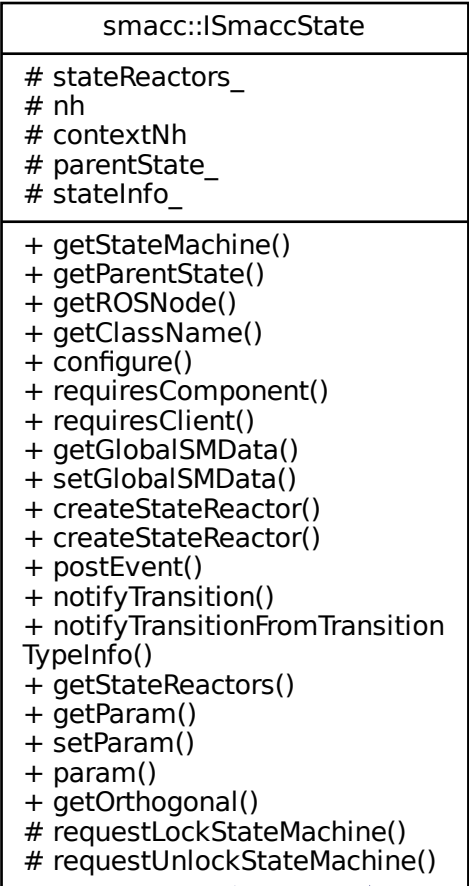 smacc::ISmaccState
# stateReactors_
# nh
# contextNh
# parentState_
# stateInfo_
+ getStateMachine()
+ getParentState()
+ getROSNode()
+ getClassName()
+ configure()
+ requiresComponent()
+ requiresClient()
+ getGlobalSMData()
+ setGlobalSMData()
+ createStateReactor()
+ createStateReactor()
+ postEvent()
+ notifyTransition()
+ notifyTransitionFromTransition
TypeInfo()
+ getStateReactors()
+ getParam()
+ setParam()
+ param()
+ getOrthogonal()
# requestLockStateMachine()
# requestUnlockStateMachine()